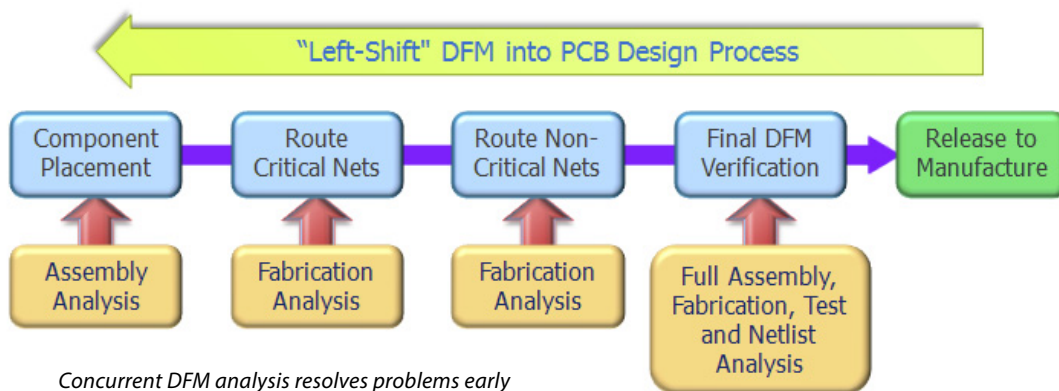 “Left-Shift" DFM into PCB Design Process
Component
Placement
Route
Critical Nets
Route Non-
Critical Nets
Final DFM
Verification
Release to
Manufacture
Assembly
Analysis
Fabrication
Analysis
Fabrication
Analysis
Full Assembly,
Fabrication, Test
and Netlist
Analysis
Concurrent DFM analysis resolves problems early